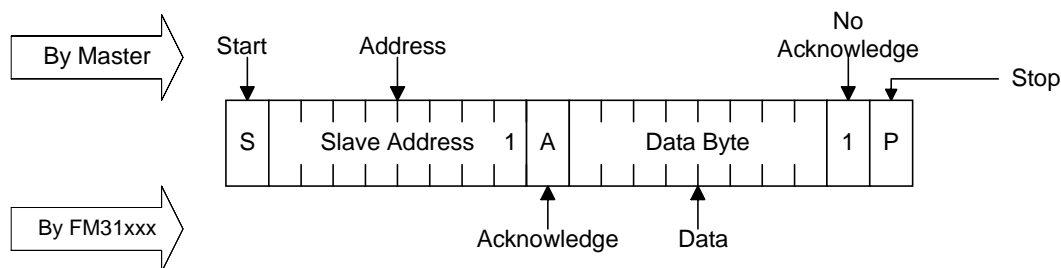 By Master
Start
Address
No
Acknowledge
Stop
S
Slave Address
1
A
Data Byte
1
P
By FM31xxx
Acknowledge
Data